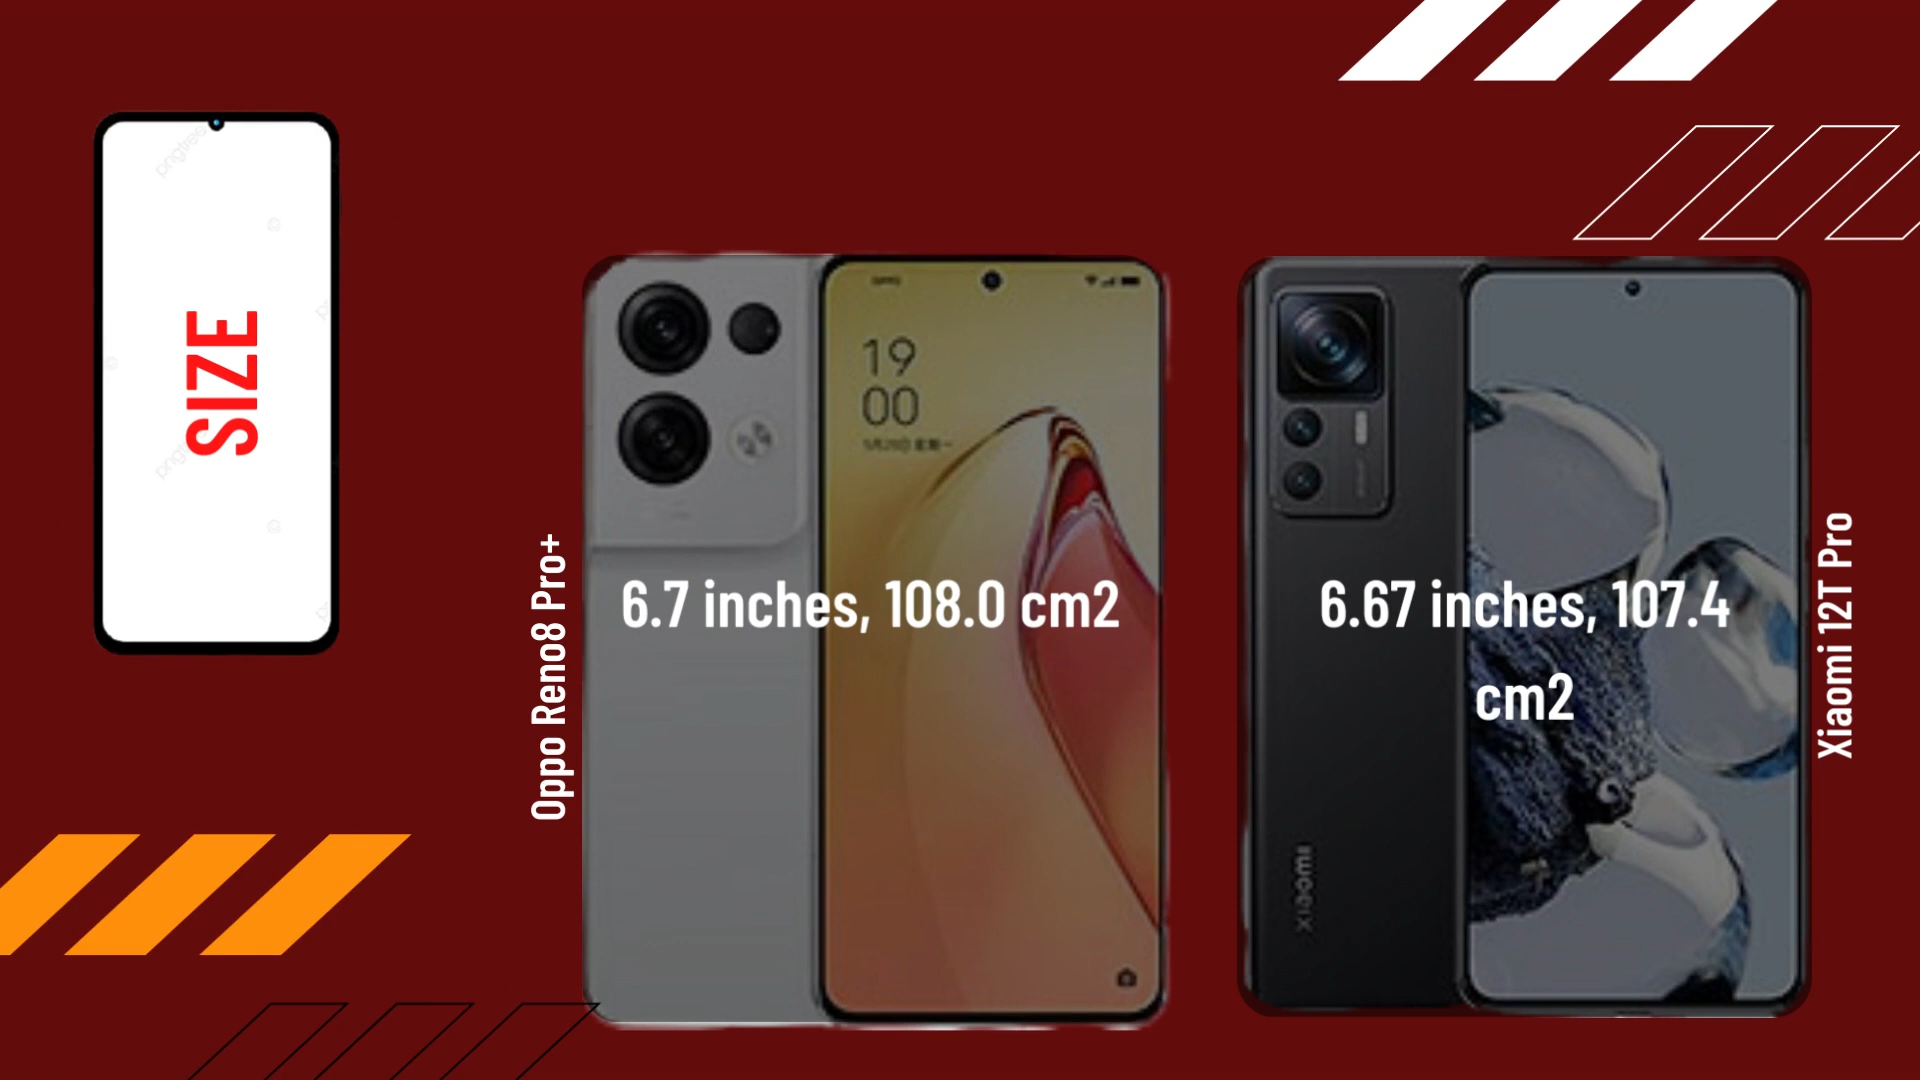 SIZE
Oppo Reno8 Pro+
19
00
6.7 inches, 108.0 cm2
6.67 inches, 107.4
cm2
xiaomi
Xiaomi 12T Pro
pngtree